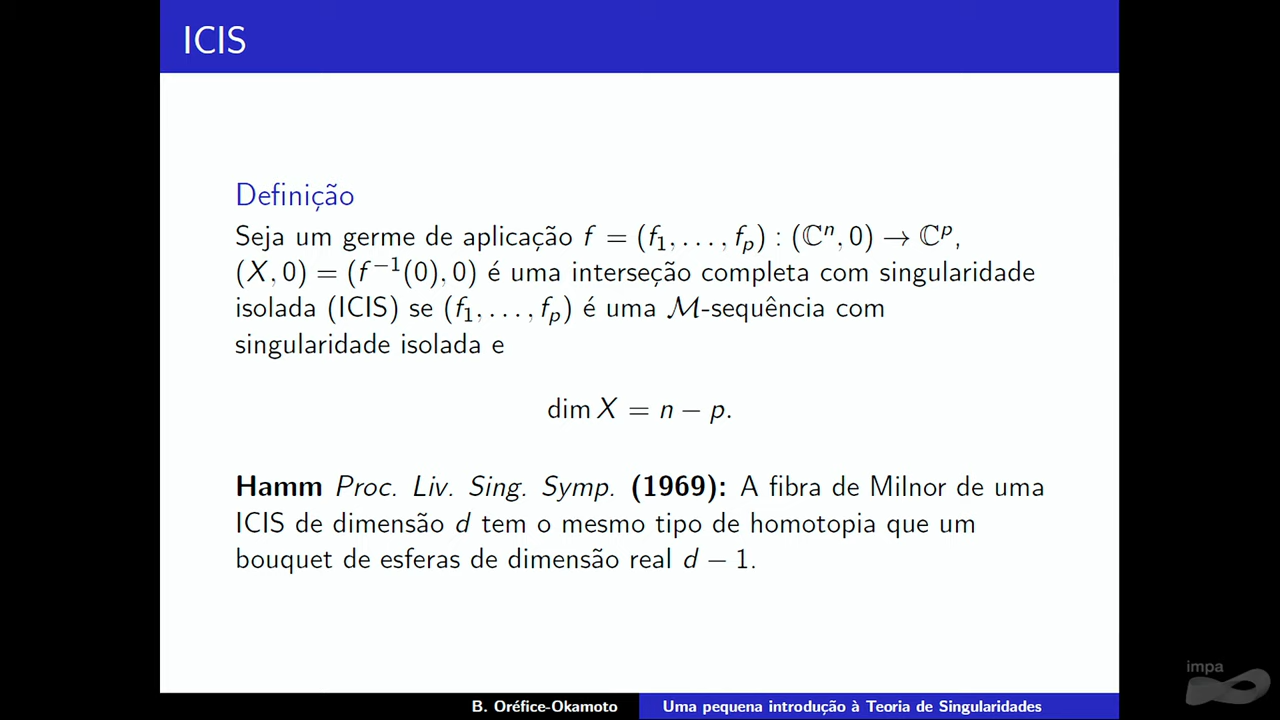 ICIS
Definição
Seja um germe de aplicação f = (f₁, . . . , fₚ) : (ℂⁿ, 0) → ℂᵖ,
(X, 0) = (f⁻¹(0), 0) é uma interseção completa com singularidade
isolada (ICIS) se (f₁, . . . , fₚ) é uma ℳ-sequência com
singularidade isolada e
dim X = n − p.
Hamm Proc. Liv. Sing. Symp. (1969): A fibra de Milnor de uma
ICIS de dimensão d tem o mesmo tipo de homotopia que um
bouquet de esferas de dimensão real d − 1.
impa
B. Oréfice-Okamoto Uma pequena introdução à Teoria de Singularidades